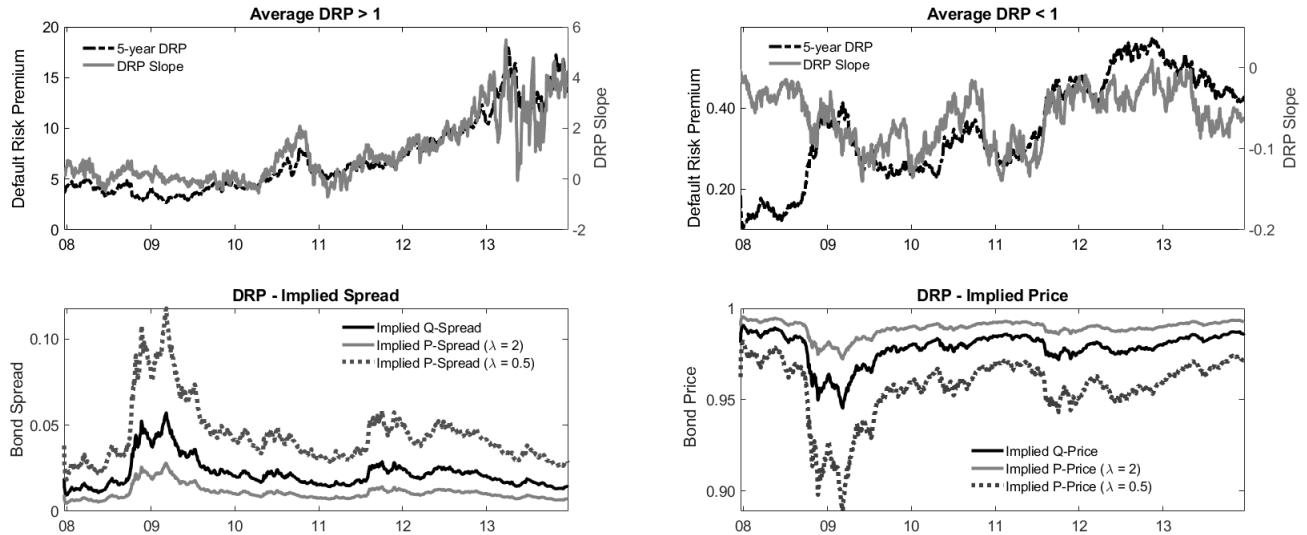 Average DRP > 1
Default Risk Premium
20
15
10
5
0
5-year DRP
DRP Slope
6
4
2
0
-2
DRP Slope
08 09 10 11 12 13
Average DRP < 1
Default Risk Premium
0.40
0.30
0.20
5-year DRP
DRP Slope
0
-0.1
-0.2
DRP Slope
08 09 10 11 12 13
DRP - Implied Spread
Bond Spread
0.10
0.05
0
Implied Q-Spread
Implied P-Spread (λ = 2)
Implied P-Spread (λ = 0.5)
08 09 10 11 12 13
DRP - Implied Price
Bond Price
1
0.95
0.90
Implied Q-Price
Implied P-Price (λ = 2)
Implied P-Price (λ = 0.5)
08 09 10 11 12 13